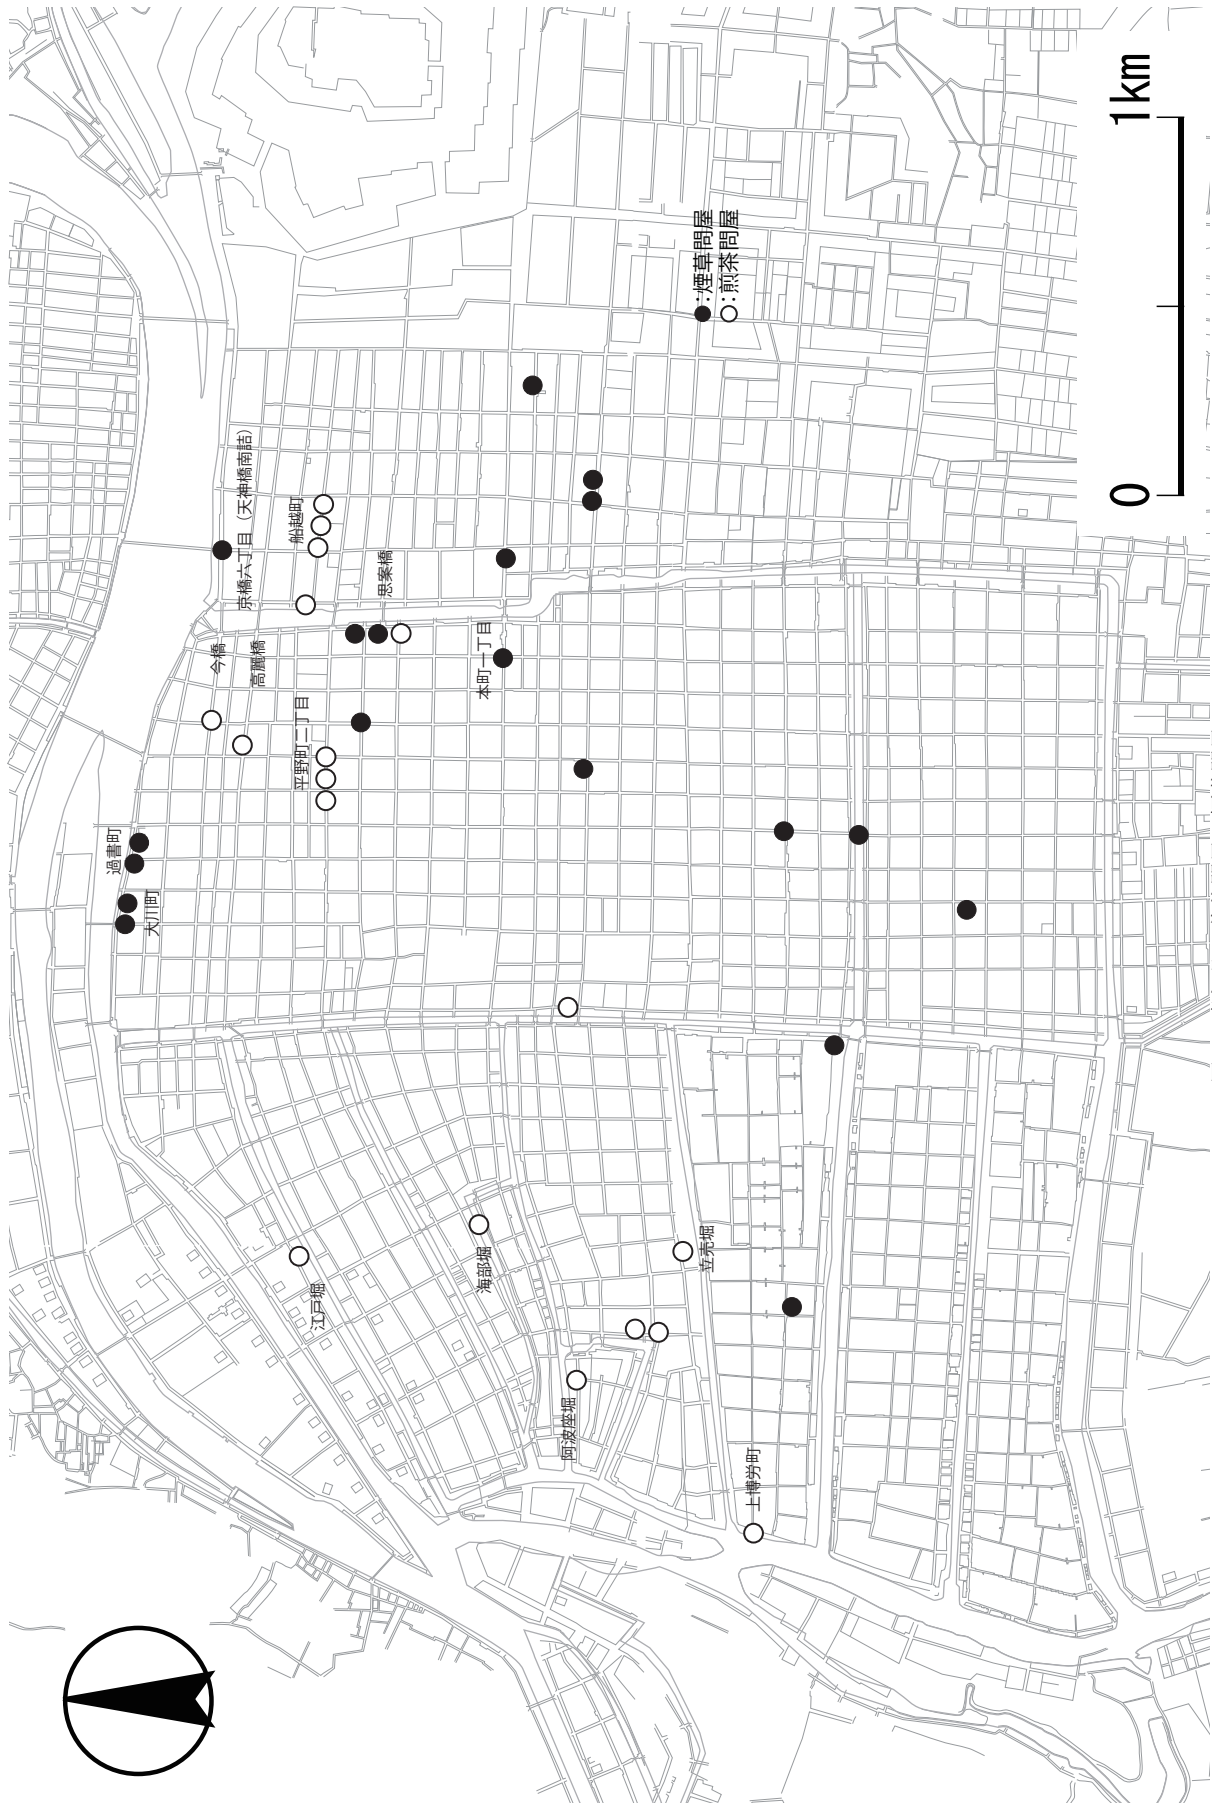 1km
0
：煙草問屋
：煎茶問屋
京橋六丁目（天神橋南詰）
船越町
思案橋
今橋
高麗橋
本町一丁目
平野町二丁目
過書町
大川町
江戸堀
海部堀
立売堀
阿波座堀
上博労町